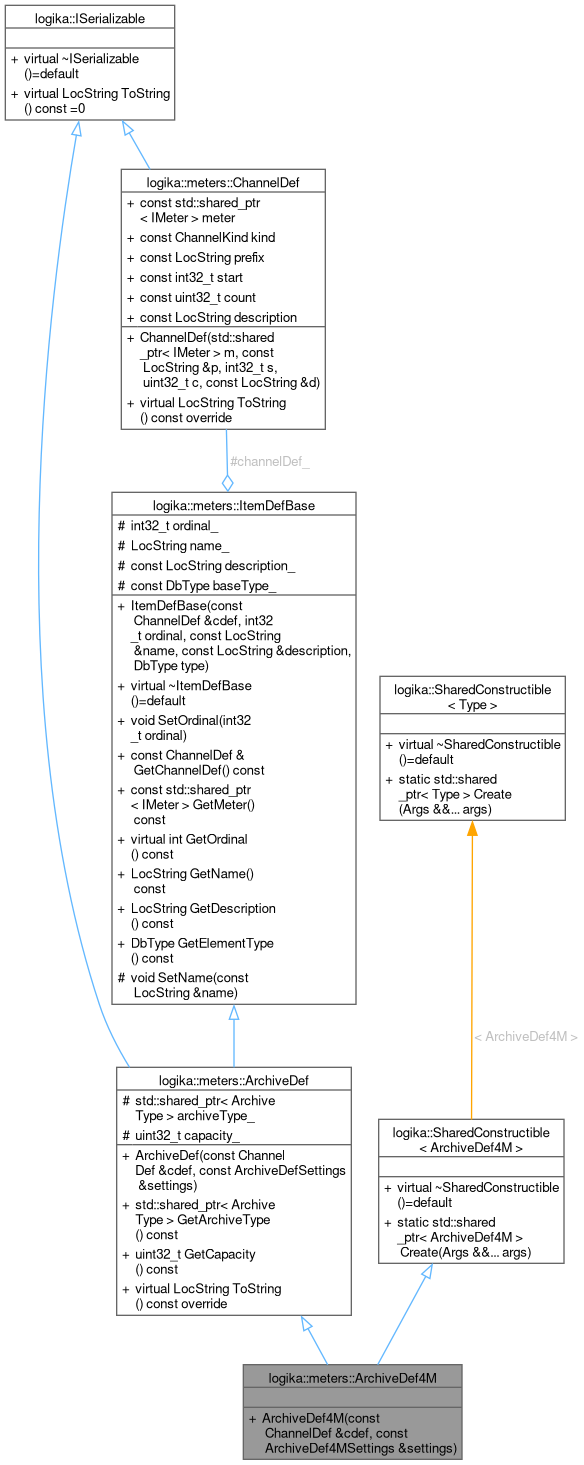 logika::ISerializable
+ virtual ~ISerializable
()=default
+ virtual LocString ToString
() const =0
logika::meters::ChannelDef
+ const std::shared_ptr
< IMeter > meter
+ const ChannelKind kind
+ const LocString prefix
+ const int32_t start
+ const uint32_t count
+ const LocString description
+ ChannelDef(std::shared
_ptr< IMeter > m, const
LocString &p, int32_t s,
uint32_t c, const LocString &d)
+ virtual LocString ToString
() const override
#channelDef_
logika::meters::ItemDefBase
# int32_t ordinal_
# LocString name_
# const LocString description_
# const DbType baseType_
+ ItemDefBase(const
ChannelDef &cdef, int32
_t ordinal, const LocString
&name, const LocString &description,
DbType type)
+ virtual ~ItemDefBase
()=default
+ void SetOrdinal(int32
_t ordinal)
+ const ChannelDef &
GetChannelDef() const
+ const std::shared_ptr
< IMeter > GetMeter()
const
+ virtual int GetOrdinal
() const
+ LocString GetName()
const
+ LocString GetDescription
() const
+ DbType GetElementType
() const
# void SetName(const
LocString &name)
logika::SharedConstructible
< Type >
+ virtual ~SharedConstructible
()=default
+ static std::shared
_ptr< Type > Create
(Args &&... args)
< ArchiveDef4M >
logika::meters::ArchiveDef
# std::shared_ptr< Archive
Type > archiveType_
# uint32_t capacity_
+ ArchiveDef(const Channel
Def &cdef, const ArchiveDefSettings
&settings)
+ std::shared_ptr< Archive
Type > GetArchiveType
() const
+ uint32_t GetCapacity
() const
+ virtual LocString ToString
() const override
logika::SharedConstructible
< ArchiveDef4M >
+ virtual ~SharedConstructible
()=default
+ static std::shared
_ptr< ArchiveDef4M >
Create(Args &&... args)
logika::meters::ArchiveDef4M
+ ArchiveDef4M(const
ChannelDef &cdef, const
ArchiveDef4MSettings &settings)